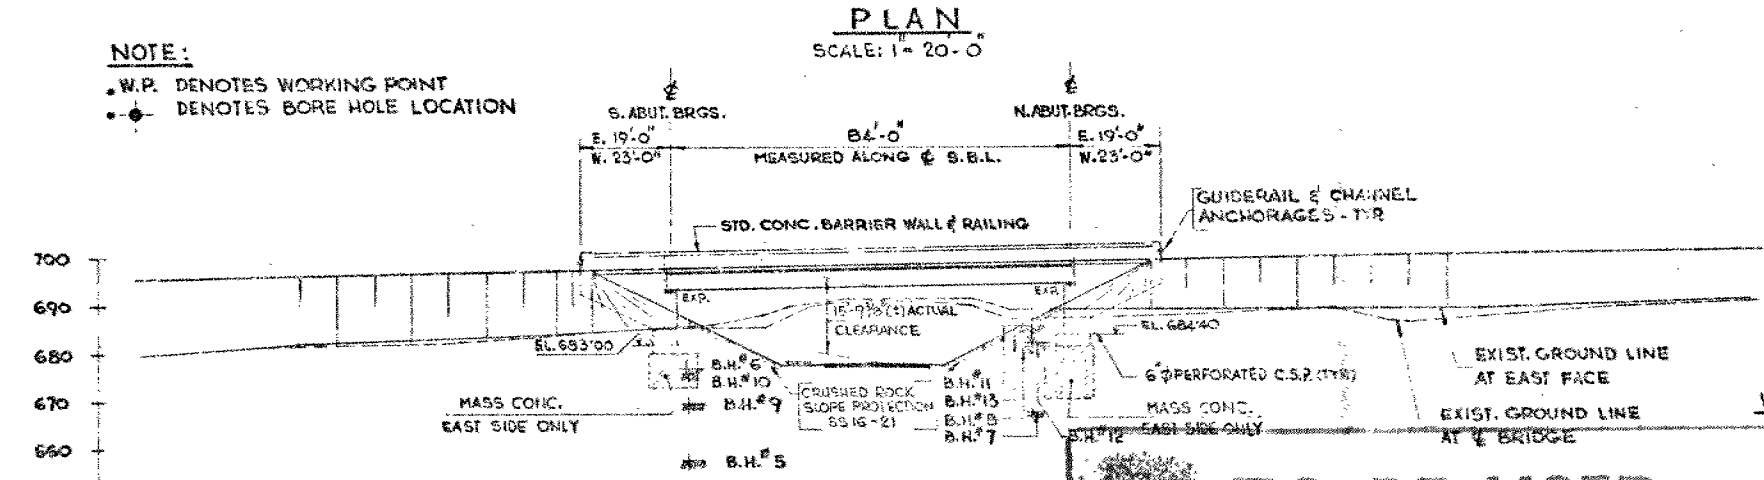 PLAN
SCALE: 1" = 20'-0"
NOTE:
W.P. DENOTES WORKING POINT
DENOTES BORE HOLE LOCATION
℄
S. ABUT. BRGS.
℄
N. ABUT. BRGS.
E. 19'-0"
W. 23'-0"
84'-0"
MEASURED ALONG ℄ S.B.L.
E. 19'-0"
W. 23'-0"
GUIDERAIL & CHANNEL
ANCHORAGES - TYP.
STD. CONC. BARRIER WALL & RAILING
700
690
680
670
660
EXP.
EXP.
ACTUAL
CLEARANCE
EL. 683.00
EL. 684.40
B.H.#6
B.H.#10
B.H.#9
B.H.#5
CRUSHED ROCK
SLOPE PROTECTION
SS16-21
B.H.#11
B.H.#13
B.H.#8
B.H.#7
B.H.#12
MASS CONC.
EAST SIDE ONLY
6"Ø PERFORATED C.S.P. (TYP.)
MASS CONC.
EAST SIDE ONLY
EXIST. GROUND LINE
AT EAST FACE
EXIST. GROUND LINE
AT ℄ BRIDGE